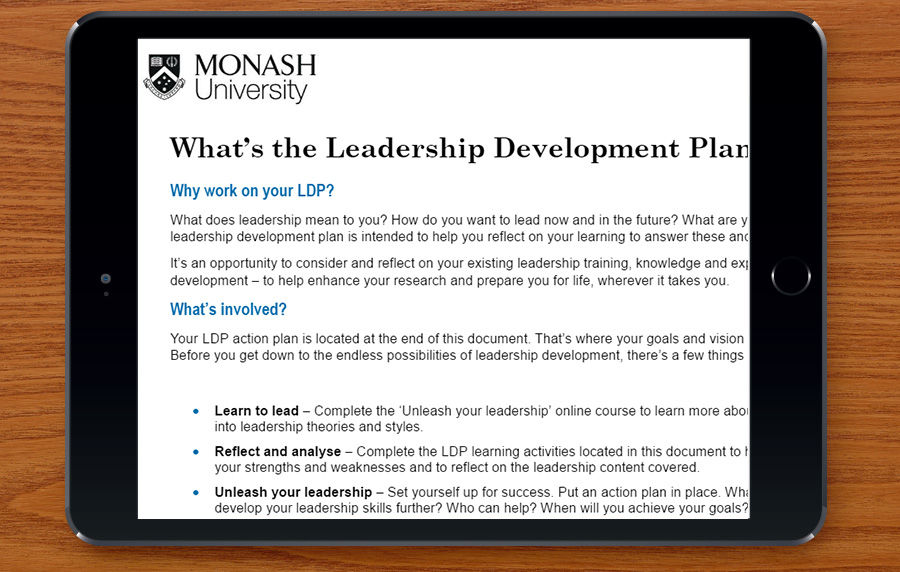 MONASH
University
What's the Leadership Development Plan
Why work on your LDP?
What does leadership mean to you? How do you want to lead now and in the future? What are y
leadership development plan is intended to help you reflect on your learning to answer these and
It's an opportunity to consider and reflect on your existing leadership training, knowledge and exp
development – to help enhance your research and prepare you for life, wherever it takes you.
What's involved?
Your LDP action plan is located at the end of this document. That's where your goals and vision
Before you get down to the endless possibilities of leadership development, there's a few things
• Learn to lead – Complete the 'Unleash your leadership' online course to learn more abou
into leadership theories and styles.
• Reflect and analyse – Complete the LDP learning activities located in this document to h
your strengths and weaknesses and to reflect on the leadership content covered.
• Unleash your leadership – Set yourself up for success. Put an action plan in place. Wha
develop your leadership skills further? Who can help? When will you achieve your goals?